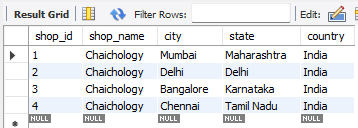 Result Grid Filter Rows: Edit:
shop_id shop_name city state country
1 Chaichology Mumbai Maharashtra India
2 Chaichology Delhi Delhi India
3 Chaichology Bangalore Karnataka India
4 Chaichology Chennai Tamil Nadu India
NULL NULL NULL NULL NULL